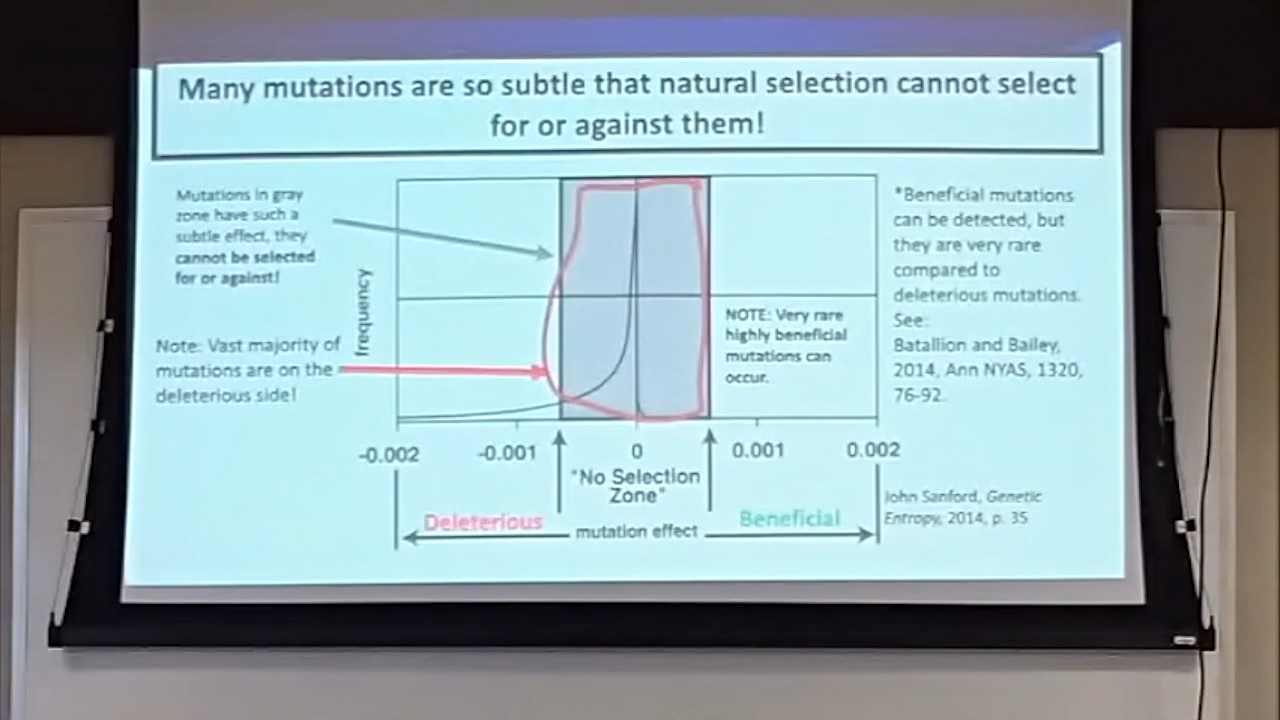 Many mutations are so subtle that natural selection cannot select
for or against them!
Mutations in gray
zone have such a
subtle effect, they
cannot be selected
for or against!
Note: Vast majority of
mutations are on the
deleterious side!
frequency
NOTE: Very rare
highly beneficial
mutations can
occur.
*Beneficial mutations
can be detected, but
they are very rare
compared to
deleterious mutations.
See:
Batallion and Bailey,
2014, Ann NYAS, 1320,
76-92.
-0.002
-0.001
0
0.001
0.002
"No Selection
Zone"
Deleterious
mutation effect
Beneficial
John Sanford, Genetic
Entropy, 2014, p. 35